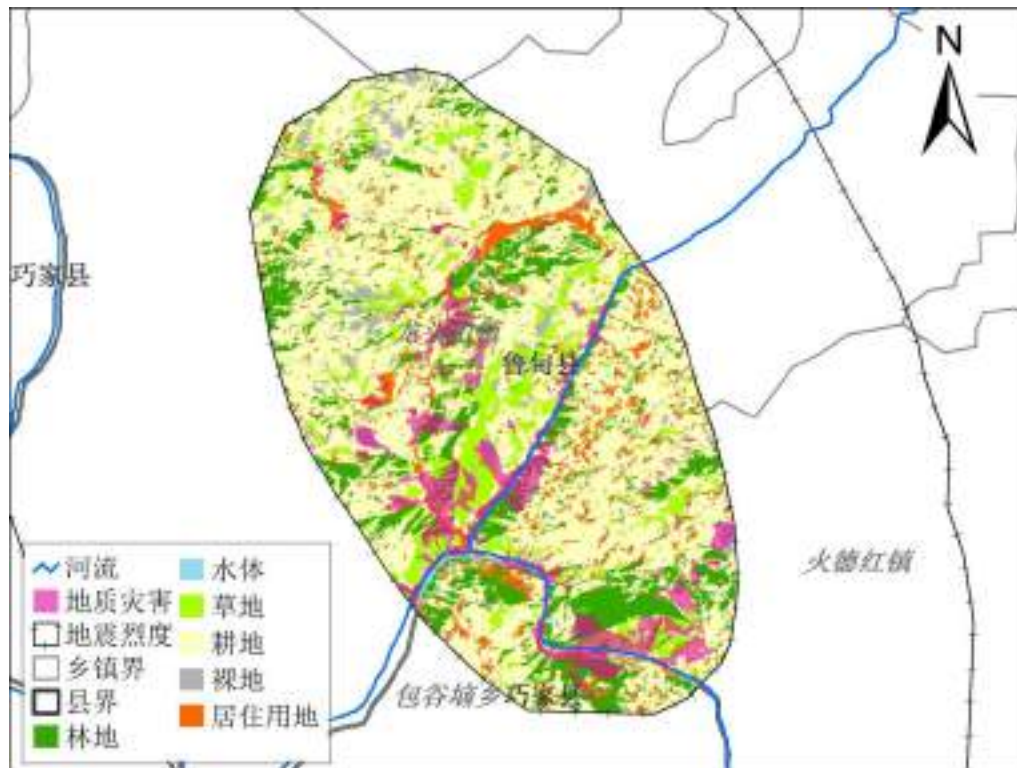 N
巧家县
鲁甸县
火德红镇
包谷垴乡巧家县
河流
地质灾害
地震烈度
乡镇界
县界
林地
水体
草地
耕地
裸地
居住用地